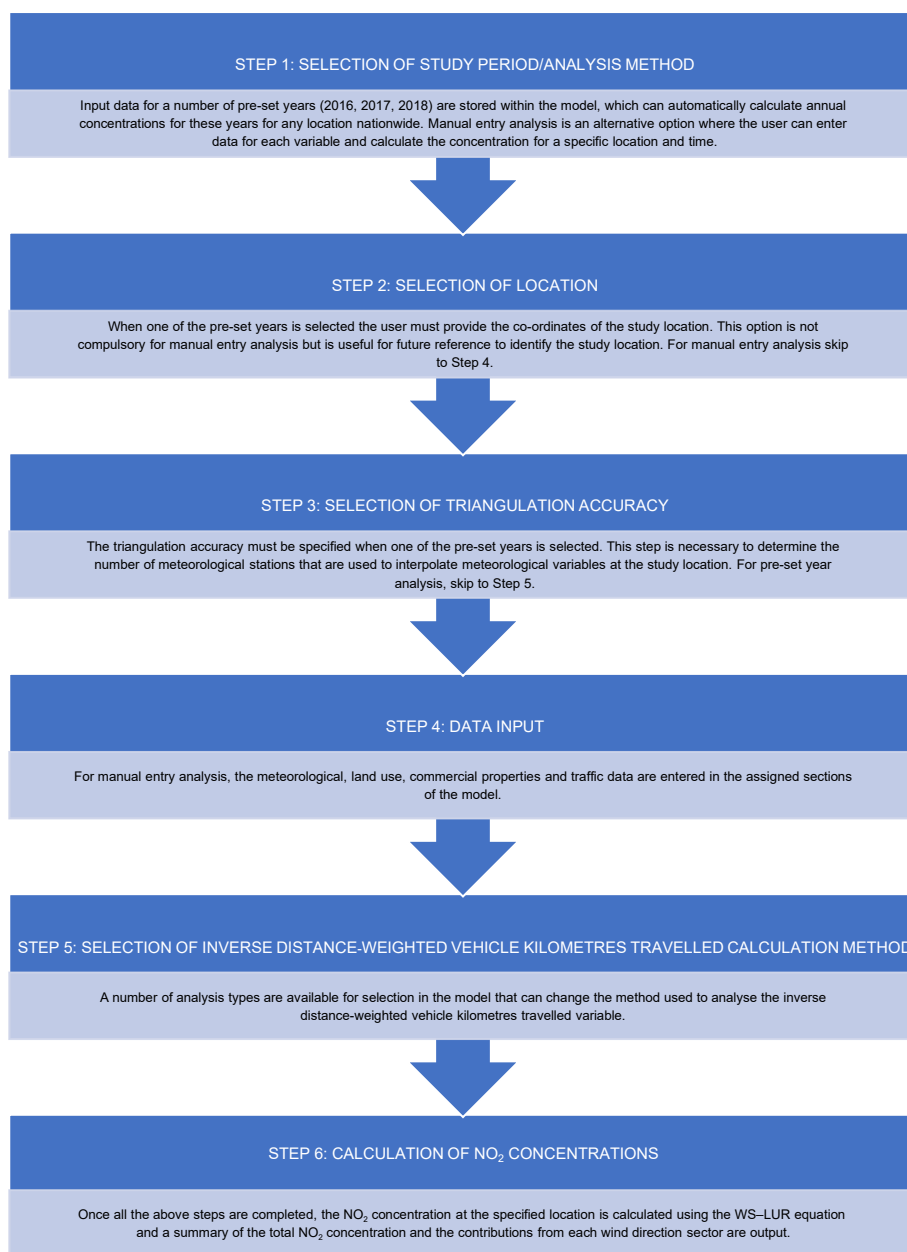 STEP 1: SELECTION OF STUDY PERIOD/ANALYSIS METHOD
Input data for a number of pre-set years (2016, 2017, 2018) are stored within the model, which can automatically calculate annual
concentrations for these years for any location nationwide. Manual entry analysis is an alternative option where the user can enter
data for each variable and calculate the concentration for a specific location and time.
STEP 2: SELECTION OF LOCATION
When one of the pre-set years is selected the user must provide the co-ordinates of the study location. This option is not
compulsory for manual entry analysis but is useful for future reference to identify the study location. For manual entry analysis skip
to Step 4.
STEP 3: SELECTION OF TRIANGULATION ACCURACY
The triangulation accuracy must be specified when one of the pre-set years is selected. This step is necessary to determine the
number of meteorological stations that are used to interpolate meteorological variables at the study location. For pre-set year
analysis, skip to Step 5.
STEP 4: DATA INPUT
For manual entry analysis, the meteorological, land use, commercial properties and traffic data are entered in the assigned sections
of the model.
STEP 5: SELECTION OF INVERSE DISTANCE-WEIGHTED VEHICLE KILOMETRES TRAVELLED CALCULATION METHOD
A number of analysis types are available for selection in the model that can change the method used to analyse the inverse
distance-weighted vehicle kilometres travelled variable.
STEP 6: CALCULATION OF NO₂ CONCENTRATIONS
Once all the above steps are completed, the NO₂ concentration at the specified location is calculated using the WS–LUR equation
and a summary of the total NO₂ concentration and the contributions from each wind direction sector are output.